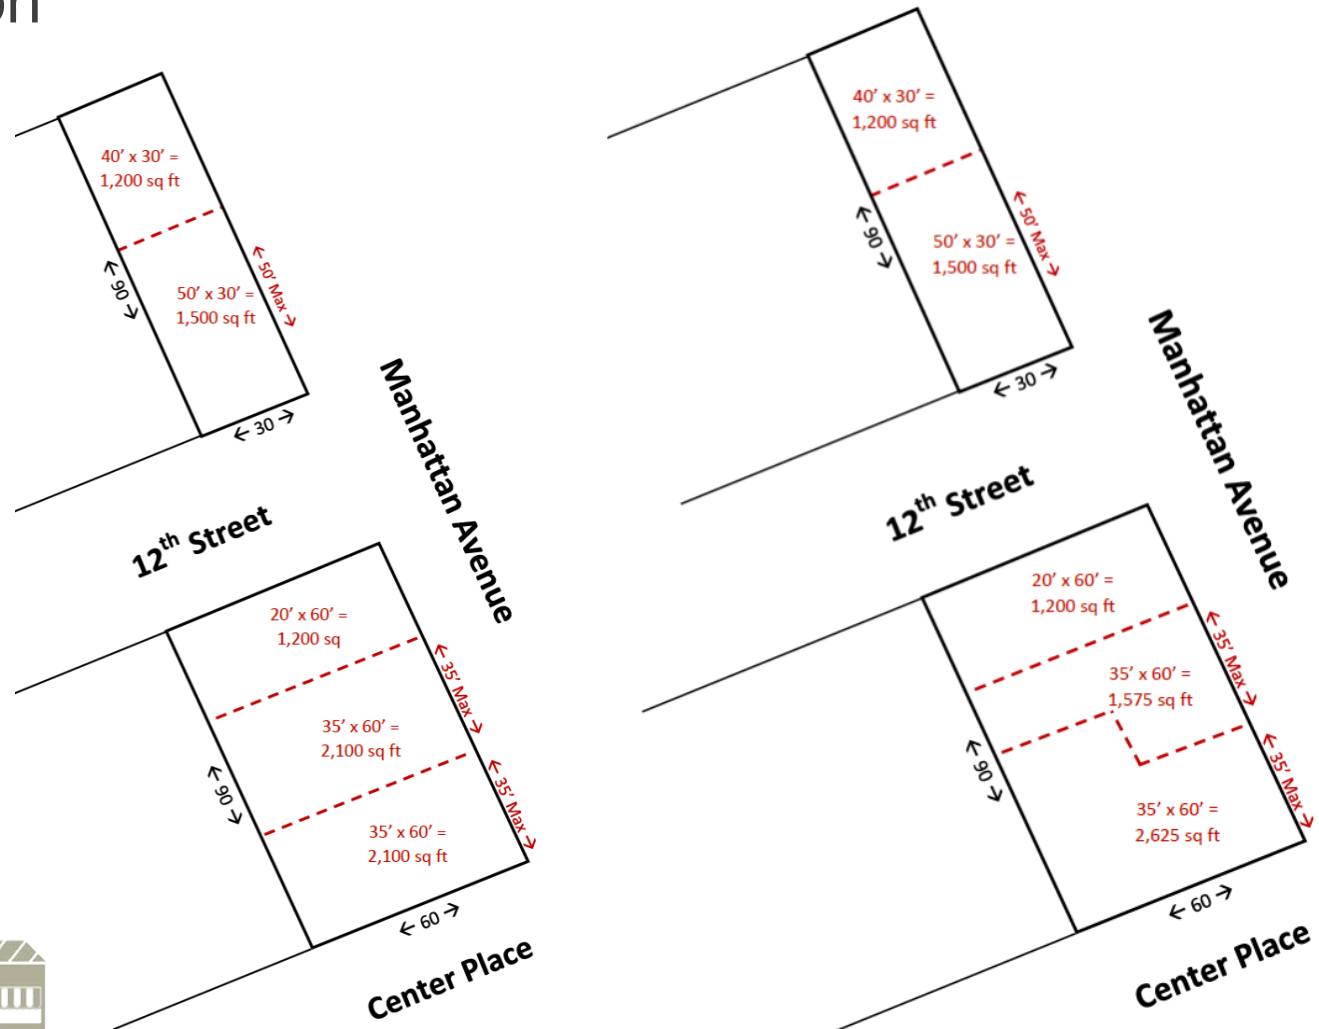 on
40' x 30' =
1,200 sq ft
← 90 →
50' x 30' =
1,500 sq ft
← 50' Max →
← 30 →
Manhattan Avenue
12th Street
20' x 60' =
1,200 sq
← 35' Max →
35' x 60' =
2,100 sq ft
← 90 →
← 35' Max →
35' x 60' =
2,100 sq ft
← 60 →
Center Place
40' x 30' =
1,200 sq ft
← 90 →
50' x 30' =
1,500 sq ft
← 50' Max →
← 30 →
Manhattan Avenue
12th Street
20' x 60' =
1,200 sq ft
← 35' Max →
35' x 60' =
1,575 sq ft
← 90 →
← 35' Max →
35' x 60' =
2,625 sq ft
← 60 →
Center Place